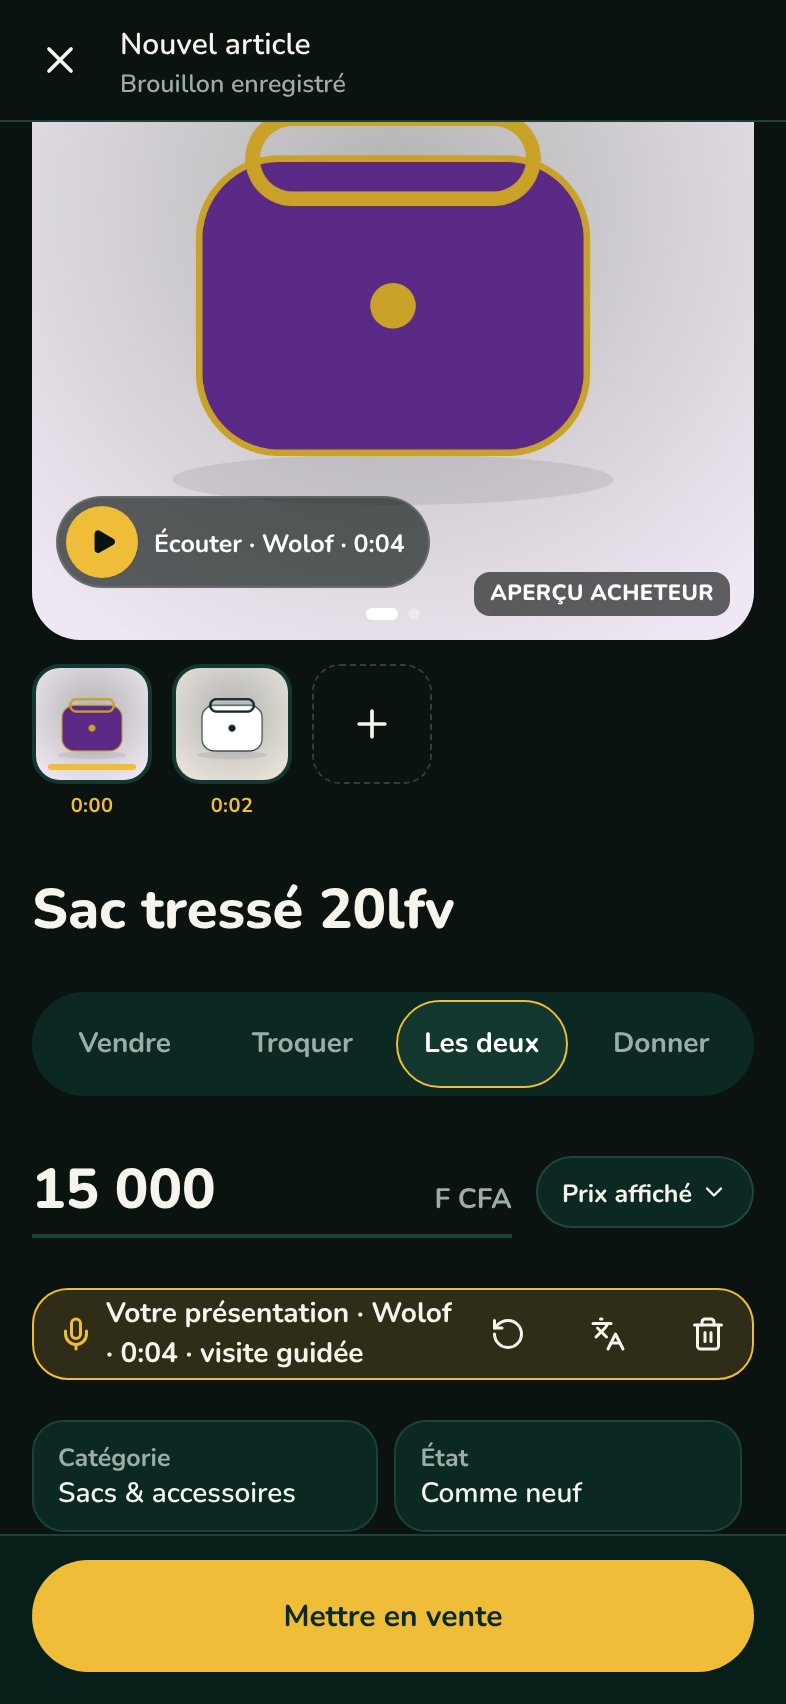 Nouvel article
Brouillon enregistré
Écouter · Wolof · 0:04
APERÇU ACHETEUR
0:00
0:02
Sac tressé 20lfv
Vendre
Troquer
Les deux
Donner
15 000
F CFA
Prix affiché
Votre présentation · Wolof
· 0:04 · visite guidée
Catégorie
Sacs & accessoires
État
Comme neuf
Mettre en vente